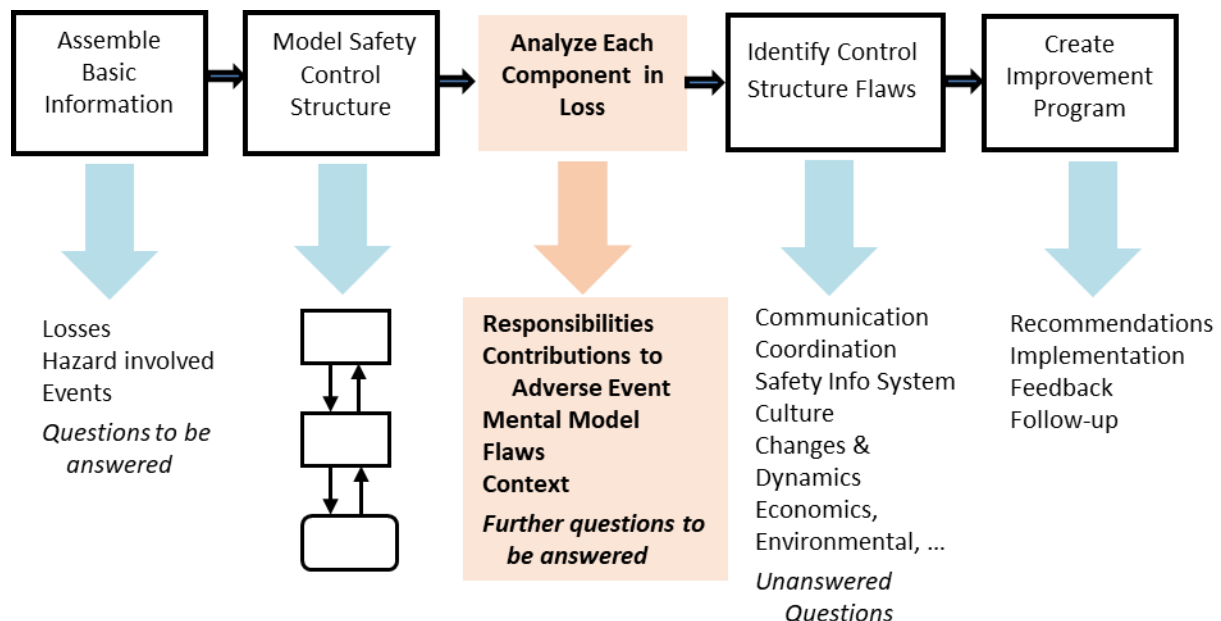 Assemble
Basic
Information
Model Safety
Control
Structure
Analyze Each
Component in
Loss
Identify Control
Structure Flaws
Create
Improvement
Program
Losses
Hazard involved
Events
Questions to be
answered
Responsibilities
Contributions to
Adverse Event
Mental Model
Flaws
Context
Further questions to
be answered
Communication
Coordination
Safety Info System
Culture
Changes &
Dynamics
Economics,
Environmental, ...
Unanswered
Questions
Recommendations
Implementation
Feedback
Follow-up